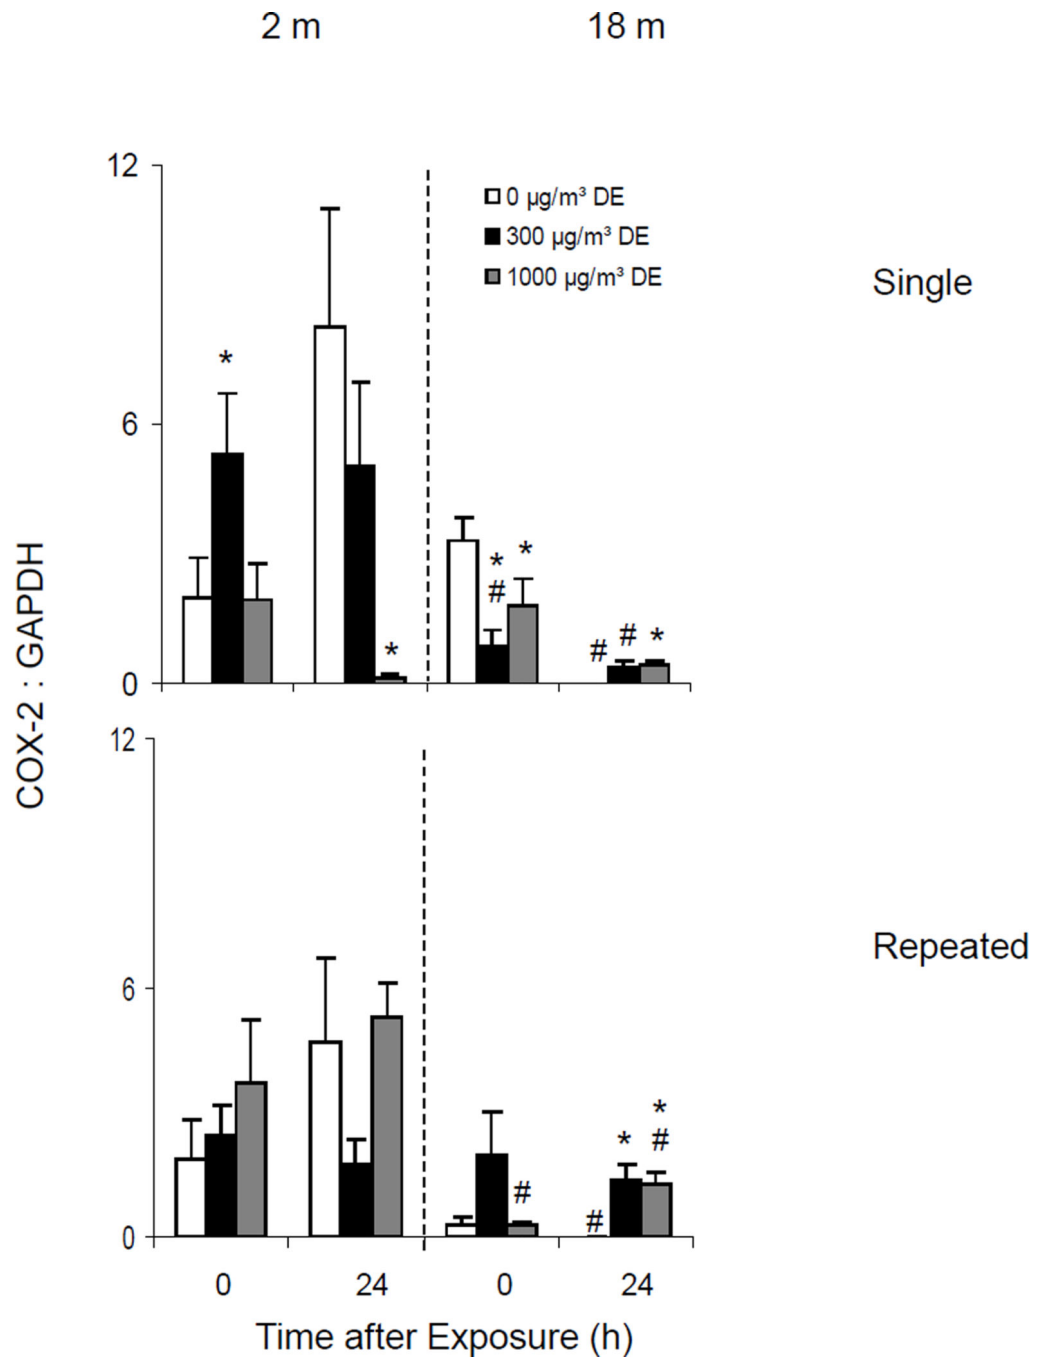 2 m 18 m
12
0 µg/m³ DE
300 µg/m³ DE
1000 µg/m³ DE
Single
*
6
*
*
*
#
# # *
0
COX-2 : GAPDH
12
Repeated
6
*
* #
#
#
0
0 24 0 24
Time after Exposure (h)